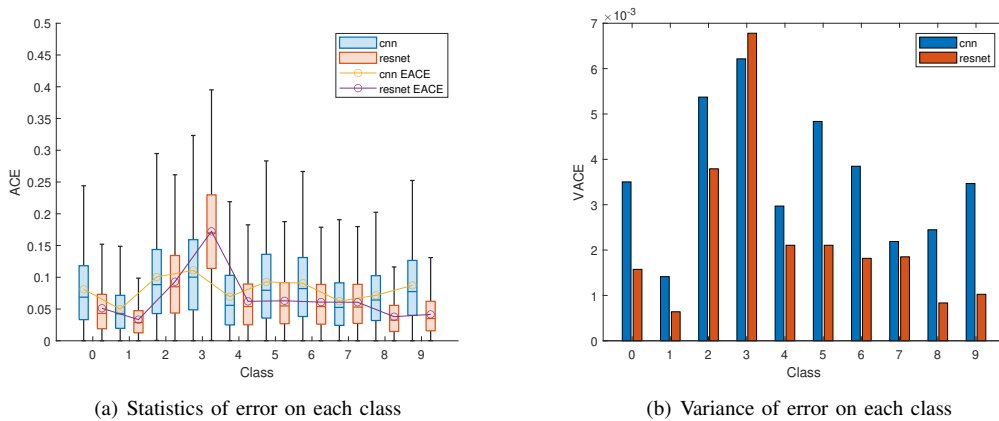 0.5
0.45
0.4
0.35
0.3
0.25
0.2
0.15
0.1
0.05
0
ACE
0 1 2 3 4 5 6 7 8 9
Class
cnn
resnet
cnn EACE
resnet EACE
(a) Statistics of error on each class
×10⁻³
7
6
5
4
3
2
1
0
VACE
0 1 2 3 4 5 6 7 8 9
Class
cnn
resnet
(b) Variance of error on each class